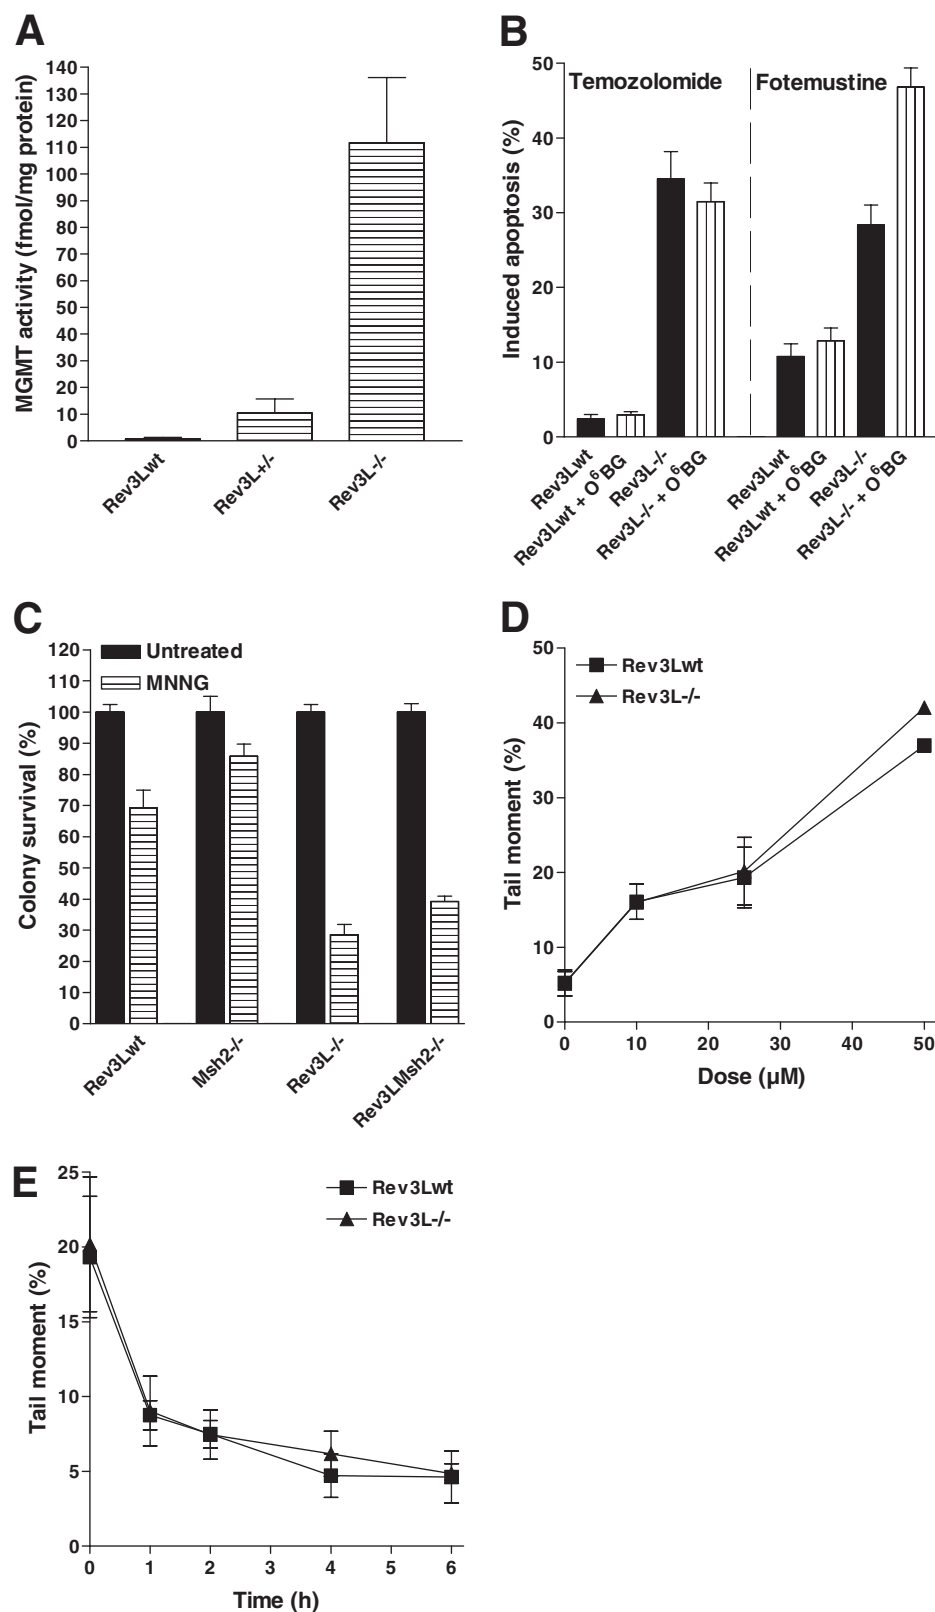 A
MGMT activity (fmol/mg protein)
140
130
120
110
100
90
80
70
60
50
40
30
20
10
0
Rev3Lwt
Rev3L+/-
Rev3L-/-
B
Induced apoptosis (%)
50
40
30
20
10
0
Temozolomide
Fotemustine
Rev3Lwt
Rev3Lwt + O⁶BG
Rev3L-/-
Rev3L-/- + O⁶BG
Rev3Lwt
Rev3Lwt + O⁶BG
Rev3L-/-
Rev3L-/- + O⁶BG
C
Colony survival (%)
120
110
100
90
80
70
60
50
40
30
20
10
0
Untreated
MNNG
Rev3Lwt
Msh2-/-
Rev3L-/-
Rev3LMsh2-/-
D
Tail moment (%)
50
40
30
20
10
0
Rev3Lwt
Rev3L-/-
0 10 20 30 40 50
Dose (µM)
E
Tail moment (%)
25
20
15
10
5
0
Rev3Lwt
Rev3L-/-
0 1 2 3 4 5 6
Time (h)